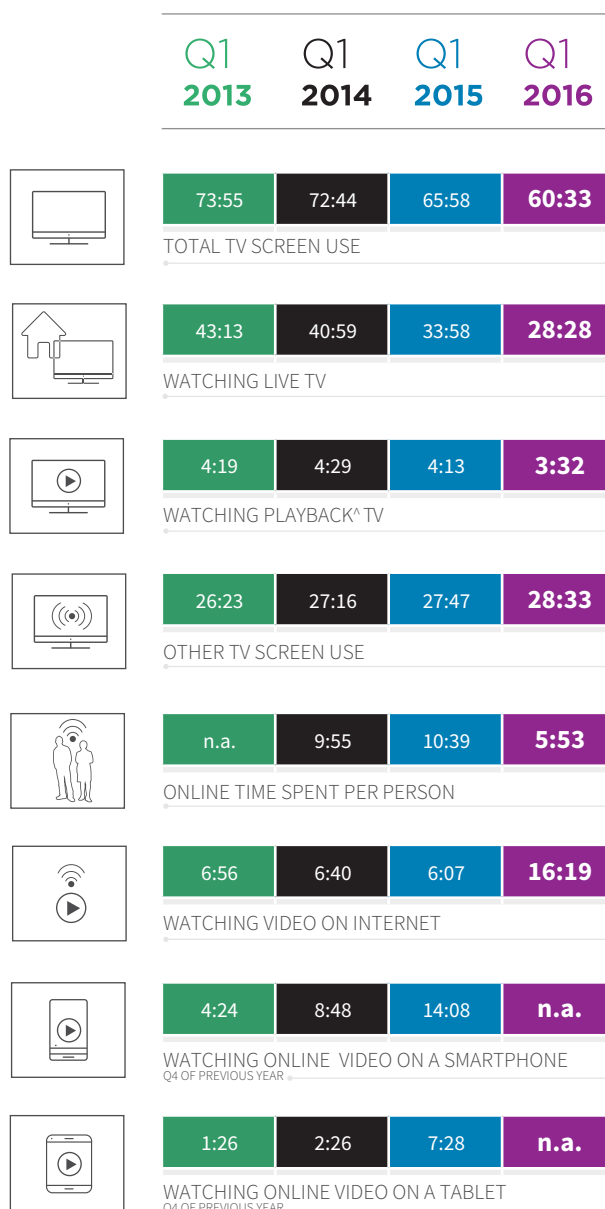 Q1 Q1 Q1 Q1
2013 2014 2015 2016
73:55 72:44 65:58 60:33
TOTAL TV SCREEN USE
43:13 40:59 33:58 28:28
WATCHING LIVE TV
4:19 4:29 4:13 3:32
WATCHING PLAYBACK^ TV
26:23 27:16 27:47 28:33
OTHER TV SCREEN USE
n.a. 9:55 10:39 5:53
ONLINE TIME SPENT PER PERSON
6:56 6:40 6:07 16:19
WATCHING VIDEO ON INTERNET
4:24 8:48 14:08 n.a.
WATCHING ONLINE VIDEO ON A SMARTPHONE
Q4 OF PREVIOUS YEAR
1:26 2:26 7:28 n.a.
WATCHING ONLINE VIDEO ON A TABLET
Q4 OF PREVIOUS YEAR